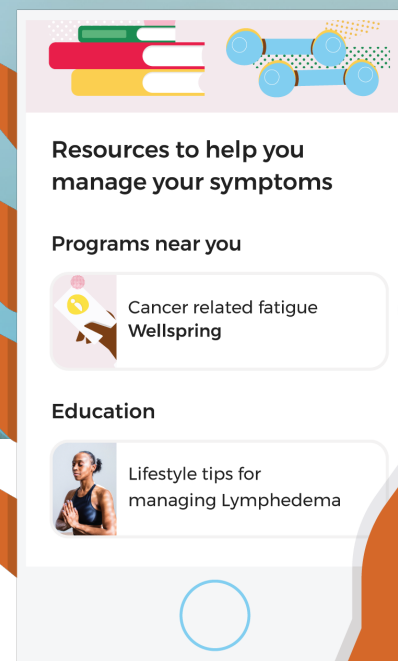 Resources to help you
manage your symptoms
Programs near you
Cancer related fatigue
Wellspring
Education
Lifestyle tips for
managing Lymphedema